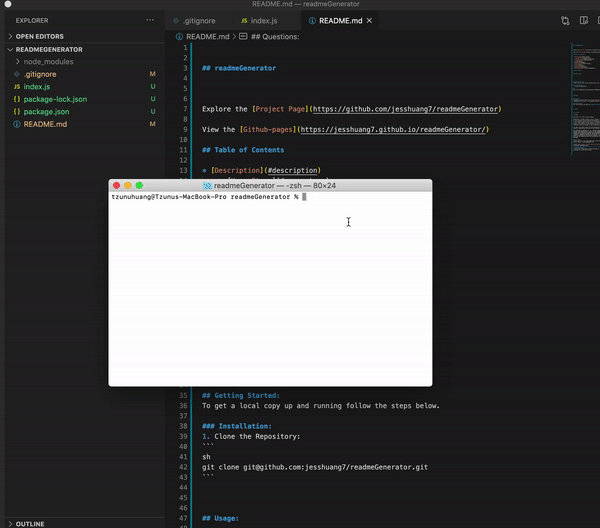 README.md — readmeGenerator
EXPLORER
···
.gitignore
JS index.js
README.md
OPEN EDITORS
README.md > ## Questions:
READMEGENERATOR
node_modules
.gitignore M
JS index.js U
{} package-lock.json U
{} package.json U
README.md M
1
2
3 ## readmeGenerator
4
5
6
7 Explore the [Project Page](https://github.com/jesshuang7/readmeGenerator)
8
9 View the [Github-pages](https://jesshuang7.github.io/readmeGenerator/)
10
11 ## Table of Contents
12
13 * [Description](#description)
readmeGenerator — -zsh — 80×24
tzunuhuang@Tzunus-MacBook-Pro readmeGenerator %
35 ## Getting Started:
36 To get a local copy up and running follow the steps below.
37
38 ### Installation:
39 1. Clone the Repository:
40 ```
41 sh
42 git clone git@github.com:jesshuang7/readmeGenerator.git
43 ```
44
45
46
47 ## Usage:
OUTLINE